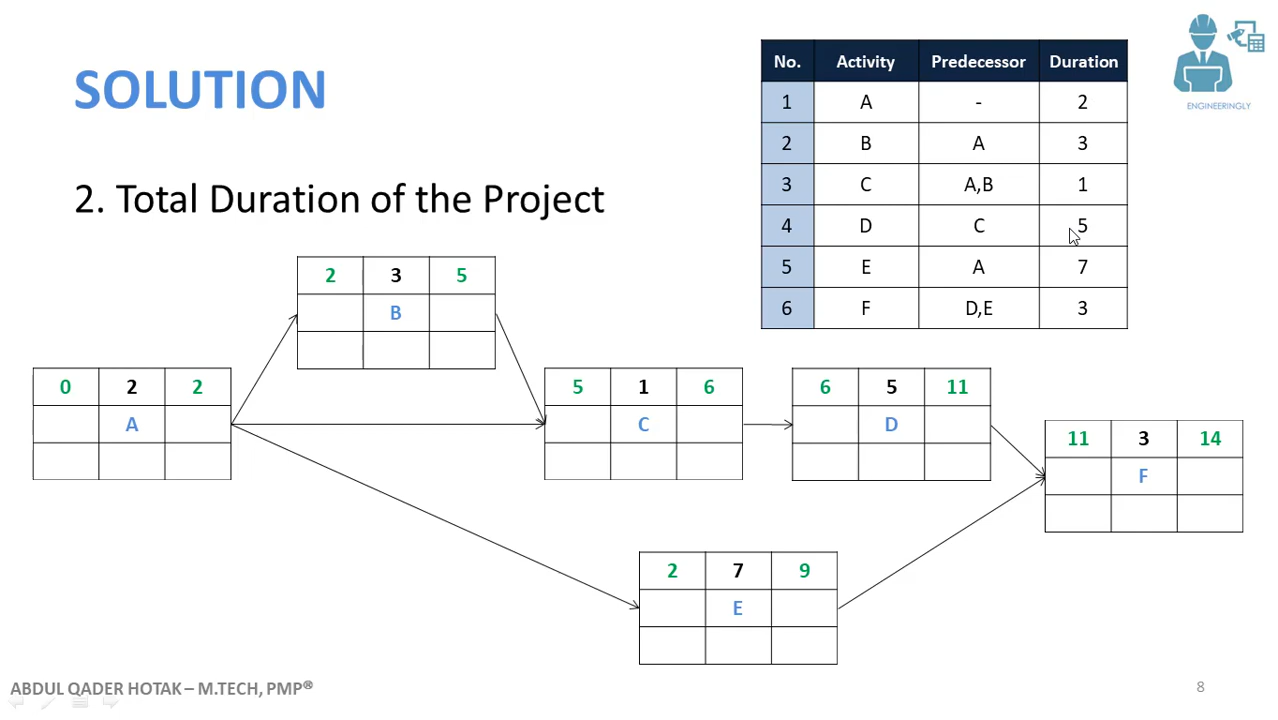 SOLUTION
2. Total Duration of the Project
No. Activity Predecessor Duration
1 A - 2
2 B A 3
3 C A,B 1
4 D C 5
5 E A 7
6 F D,E 3
ENGINEERINGLY
2 3 5
B
0 2 2
A
5 1 6
C
6 5 11
D
11 3 14
F
2 7 9
E
ABDUL QADER HOTAK – M.TECH, PMP®
8